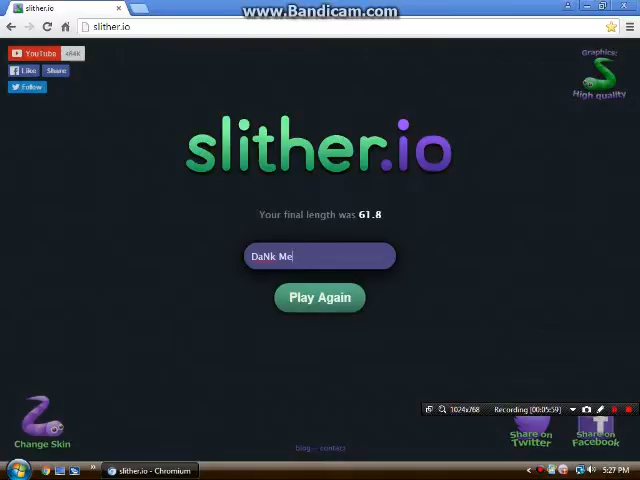 www.Bandicam.com
slither.io
slither.io
YouTube
Like Share
Follow
Graphics:
High quality
slither.io
Your final length was 61.8
DaNk Me
Play Again
Change Skin
1024x768 Recording [00:05:59]
Share on Twitter
Share on Facebook
blog — contact
slither.io - Chromium
5:27 PM